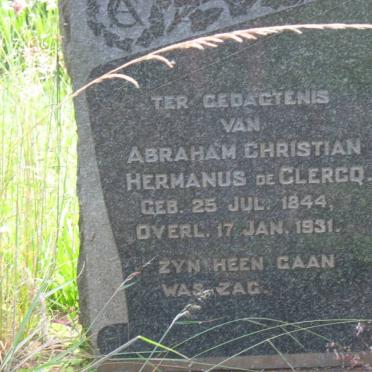 TER GEDAGTENIS
VAN
ABRAHAM CHRISTIAN
HERMANUS DE CLERCQ.
GEB. 25 JUL. 1844,
OVERL. 17 JAN. 1931.
ZYN HEEN GAAN
WAS ZAG.